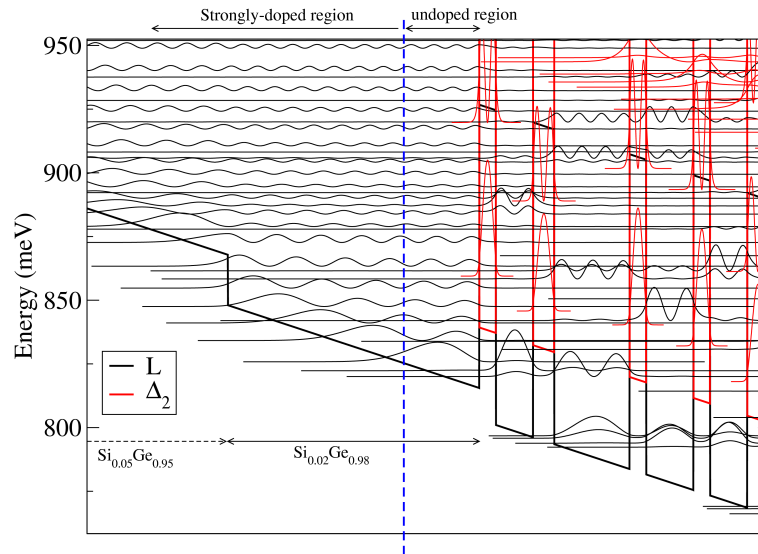 Strongly-doped region
undoped region
950
900
850
800
Energy (meV)
L
Δ₂
Si₀.₀₅Ge₀.₉₅
Si₀.₀₂Ge₀.₉₈